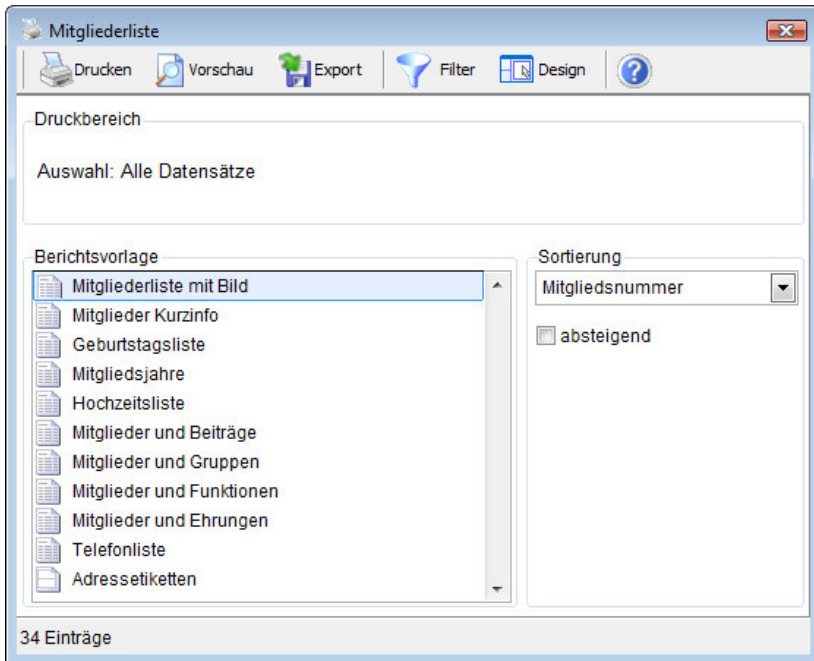 Mitgliederliste
Drucken Vorschau Export Filter Design ?
Druckbereich
Auswahl: Alle Datensätze
Berichtsvorlage
Mitgliederliste mit Bild
Mitglieder Kurzinfo
Geburtstagsliste
Mitgliedsjahre
Hochzeitsliste
Mitglieder und Beiträge
Mitglieder und Gruppen
Mitglieder und Funktionen
Mitglieder und Ehrungen
Telefonliste
Adressetiketten
Sortierung
Mitgliedsnummer
absteigend
34 Einträge